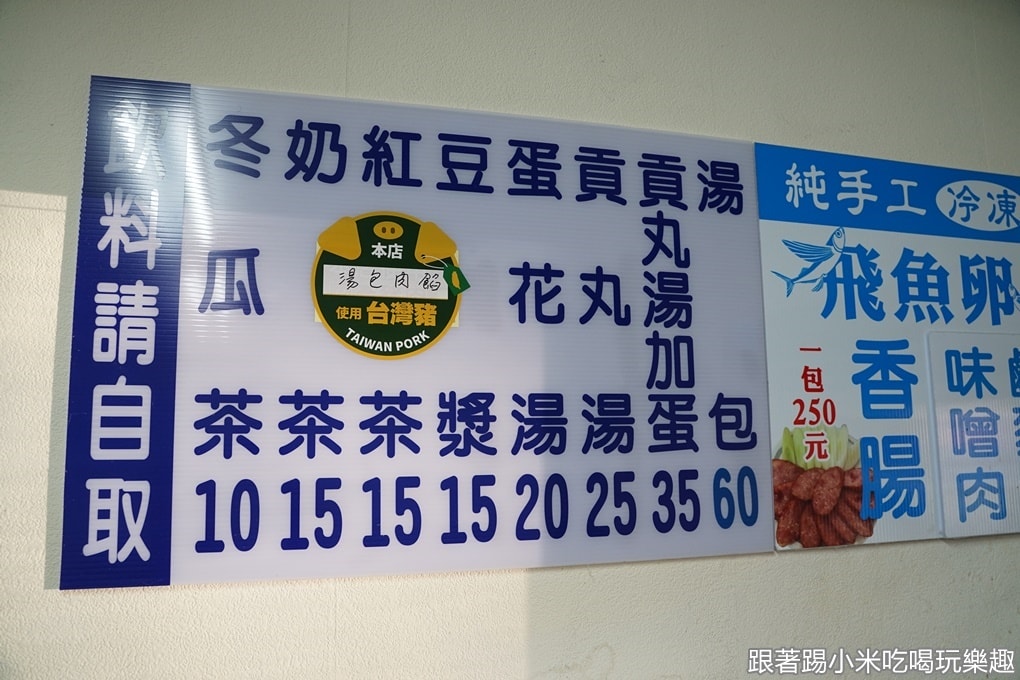 湯包 60
貢丸湯加蛋 35
貢丸湯 25
蛋花湯 20
豆漿 15
紅茶 15
奶茶 15
冬瓜茶 10
飲料請自取
本店
湯包肉餡
使用 台灣豬
TAIWAN PORK
純手工
冷凍
飛魚卵
香腸
一包
250
元
味噌肉
跟著踢小米吃喝玩樂趣